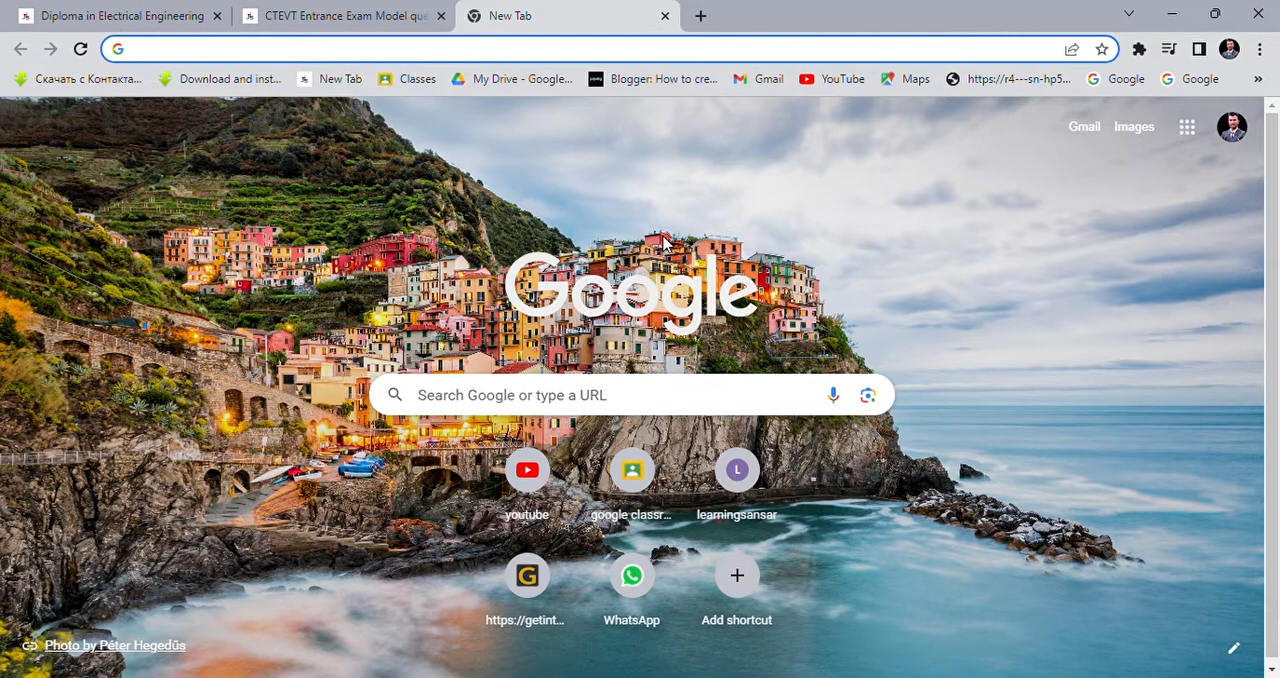 Diploma in Electrical Engineering
CTEVT Entrance Exam Model que
New Tab
Скачать с Контакта...
Download and inst...
New Tab
Classes
My Drive - Google...
Blogger: How to cre...
Gmail
YouTube
Maps
https://r4---sn-hp5...
Google
Google
Gmail
Images
Google
Search Google or type a URL
youtube
google classr...
learningsansar
https://getint...
WhatsApp
Add shortcut
Photo by Péter Hegedűs